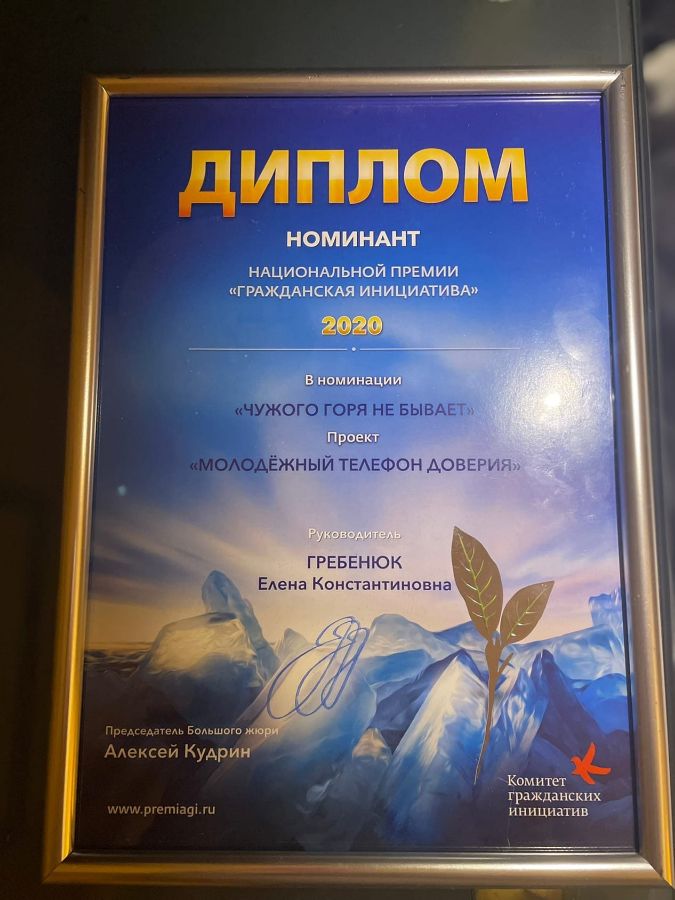 ДИПЛОМ
НОМИНАНТ
НАЦИОНАЛЬНОЙ ПРЕМИИ
«ГРАЖДАНСКАЯ ИНИЦИАТИВА»
2020
В номинации
«ЧУЖОГО ГОРЯ НЕ БЫВАЕТ»
Проект
«МОЛОДЁЖНЫЙ ТЕЛЕФОН ДОВЕРИЯ»
Руководитель
ГРЕБЕНЮК
Елена Константиновна
Председатель Большого жюри
Алексей Кудрин
www.premiagi.ru
Комитет
гражданских
инициатив